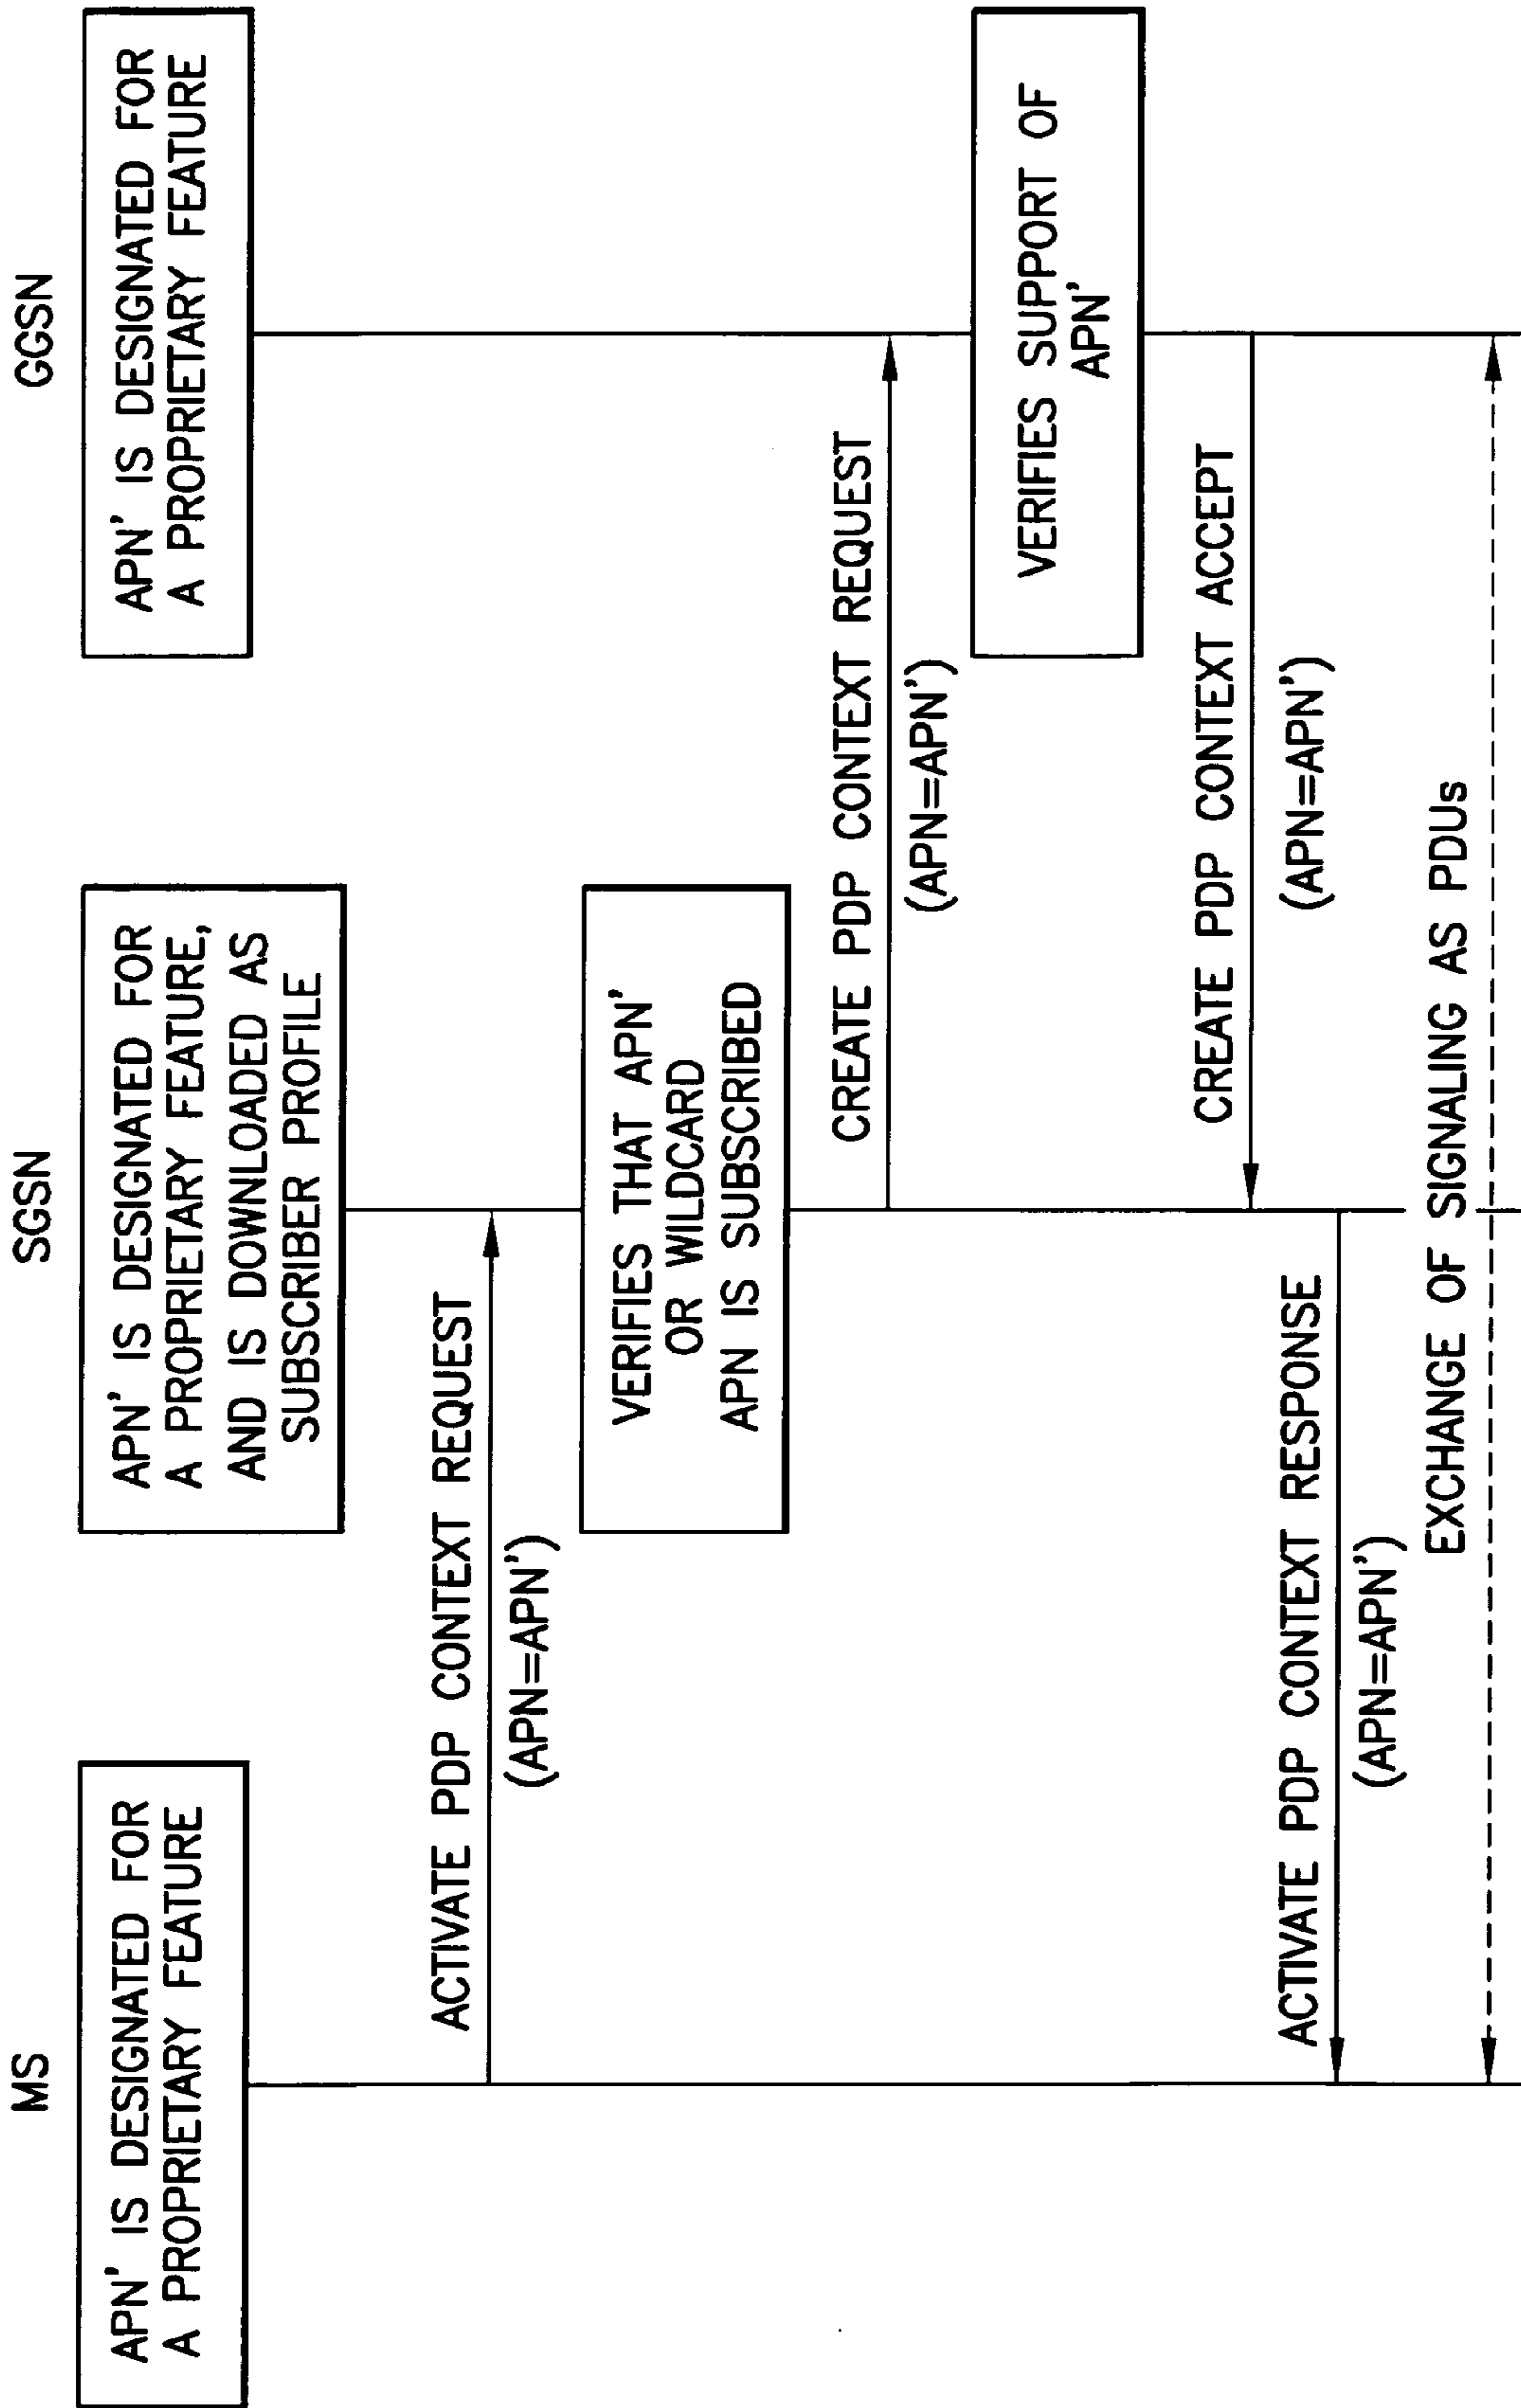 MS
SGSN
GGSN
APN' IS DESIGNATED FOR
A PROPRIETARY FEATURE
APN' IS DESIGNATED FOR
A PROPRIETARY FEATURE,
AND IS DOWNLOADED AS
SUBSCRIBER PROFILE
APN' IS DESIGNATED FOR
A PROPRIETARY FEATURE
ACTIVATE PDP CONTEXT REQUEST
(APN=APN')
VERIFIES THAT APN'
OR WILDCARD
APN IS SUBSCRIBED
CREATE PDP CONTEXT REQUEST
(APN=APN')
VERIFIES SUPPORT OF
APN'
CREATE PDP CONTEXT ACCEPT
(APN=APN')
ACTIVATE PDP CONTEXT RESPONSE
(APN=APN')
EXCHANGE OF SIGNALING AS PDUs